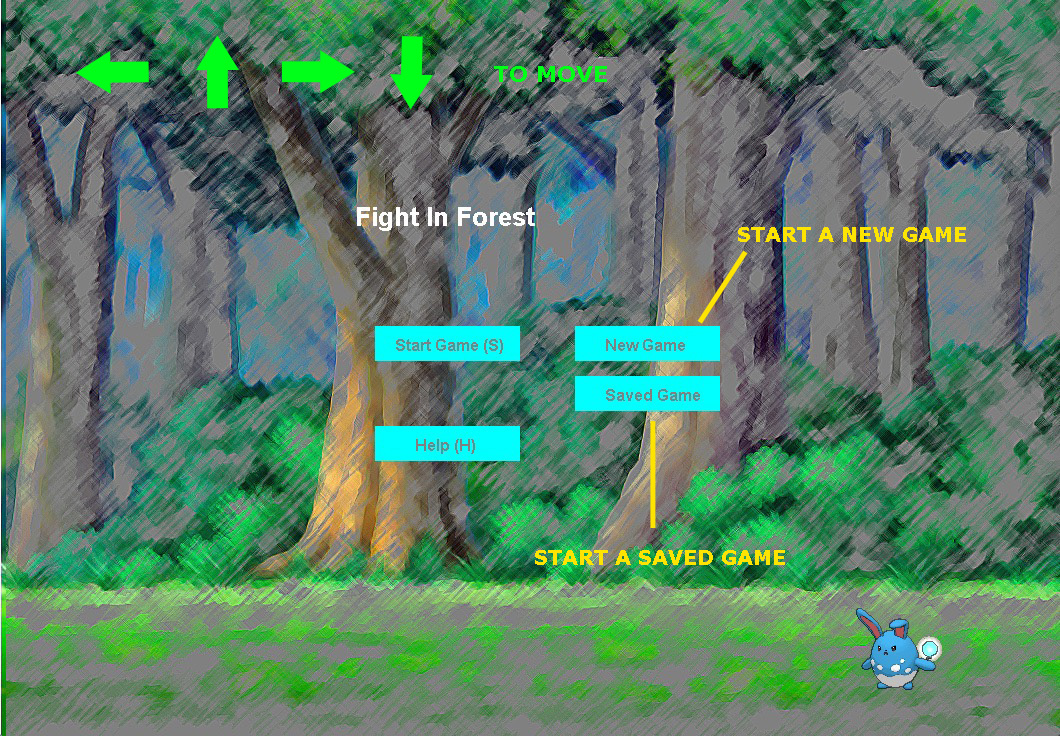 TO MOVE
Fight In Forest
START A NEW GAME
Start Game (S)
New Game
Saved Game
Help (H)
START A SAVED GAME